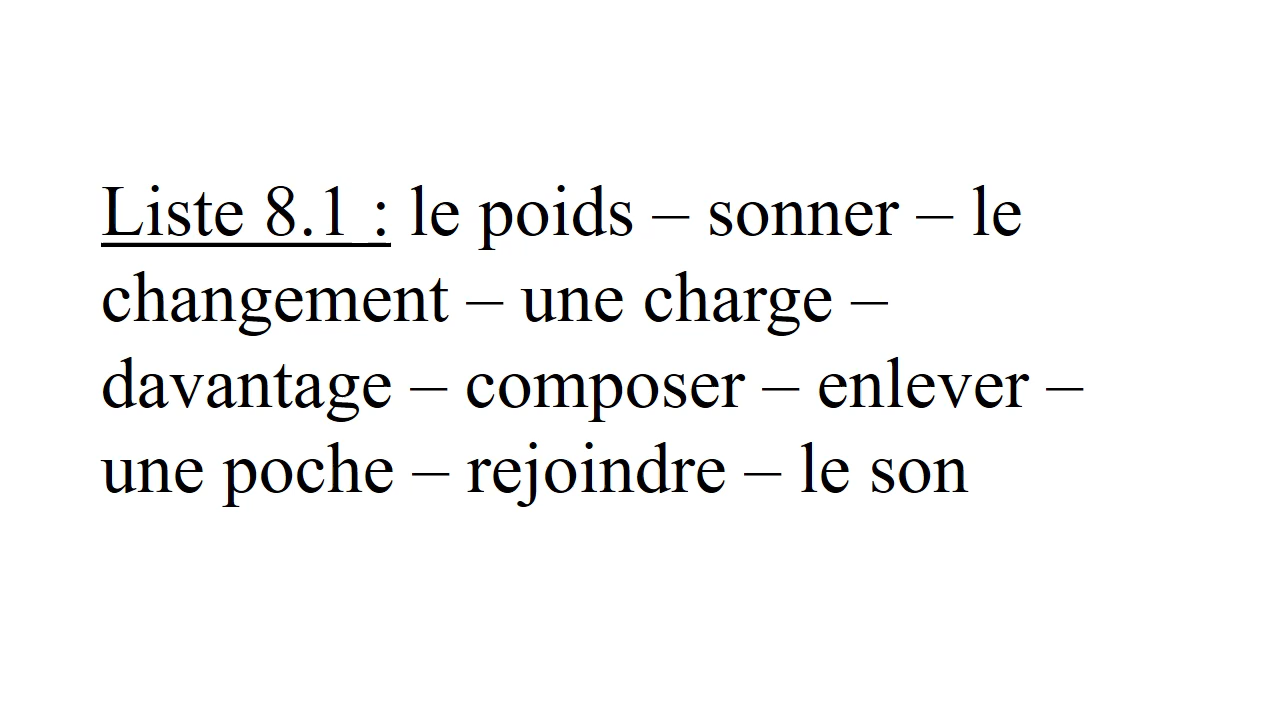 Liste 8.1 : le poids – sonner – le
changement – une charge –
davantage – composer – enlever –
une poche – rejoindre – le son